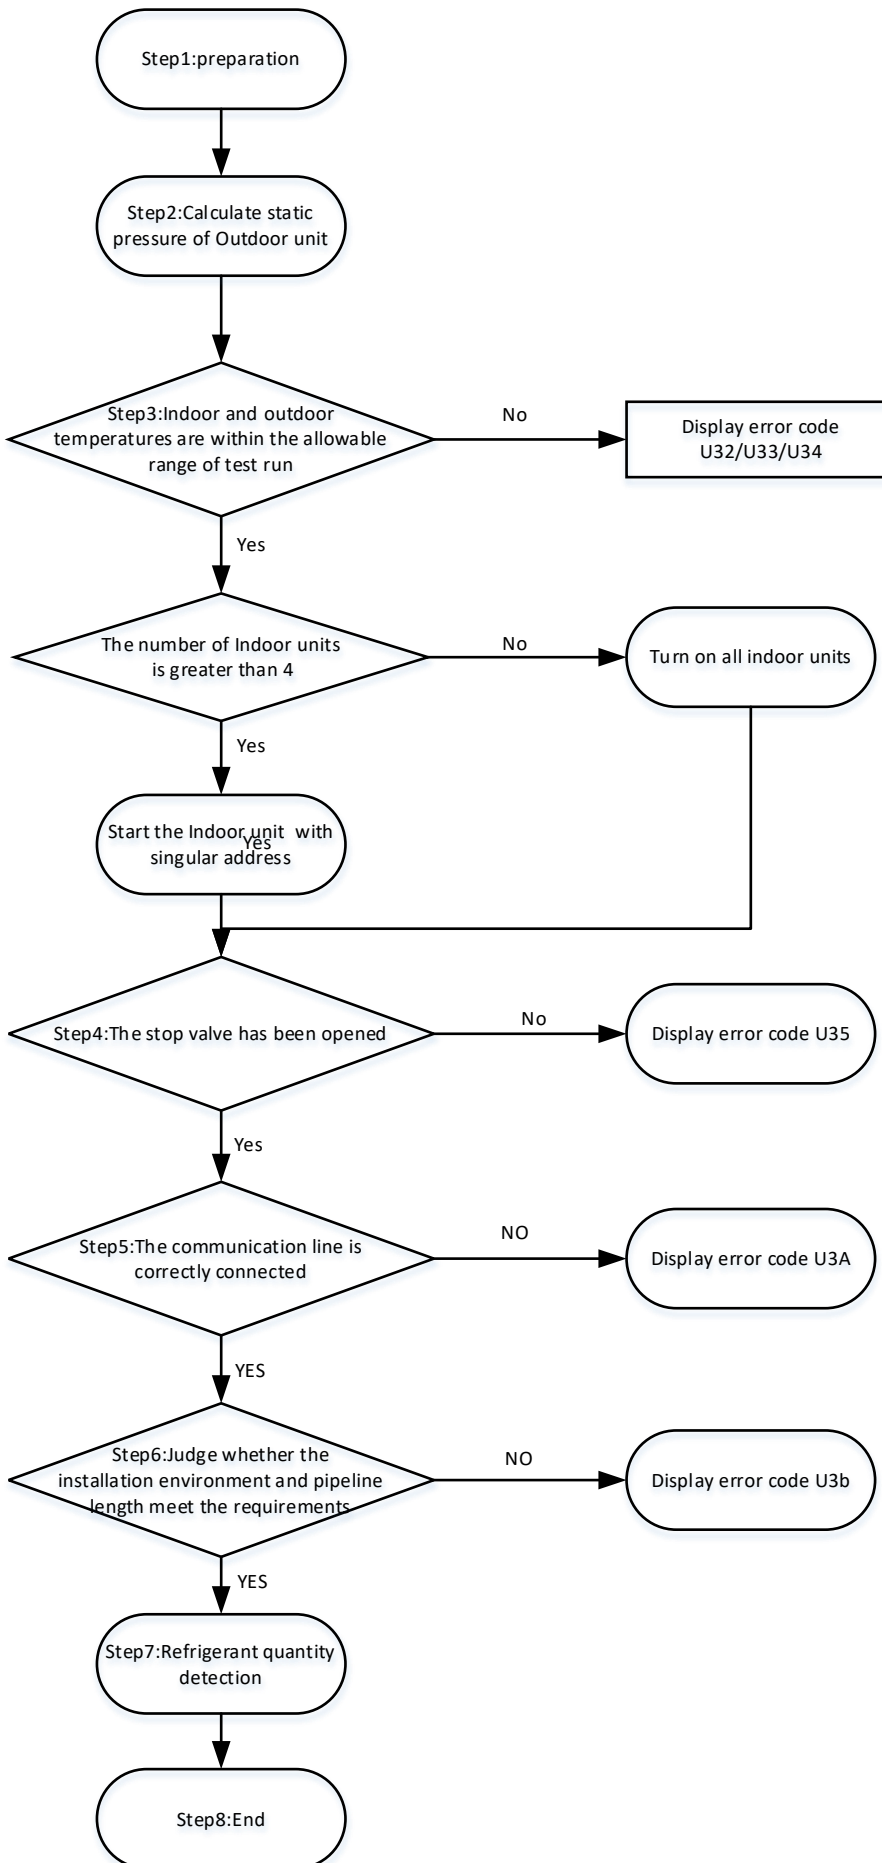 Step1:preparation
Step2:Calculate static
pressure of Outdoor unit
Step3:Indoor and outdoor
temperatures are within the allowable
range of test run
No
Display error code
U32/U33/U34
Yes
The number of Indoor units
is greater than 4
No
Turn on all indoor units
Yes
Start the Indoor unit with
singular address
Yes
Step4:The stop valve has been opened
No
Display error code U35
Yes
Step5:The communication line is
correctly connected
NO
Display error code U3A
YES
Step6:Judge whether the
installation environment and pipeline
length meet the requirements
NO
Display error code U3b
YES
Step7:Refrigerant quantity
detection
Step8:End